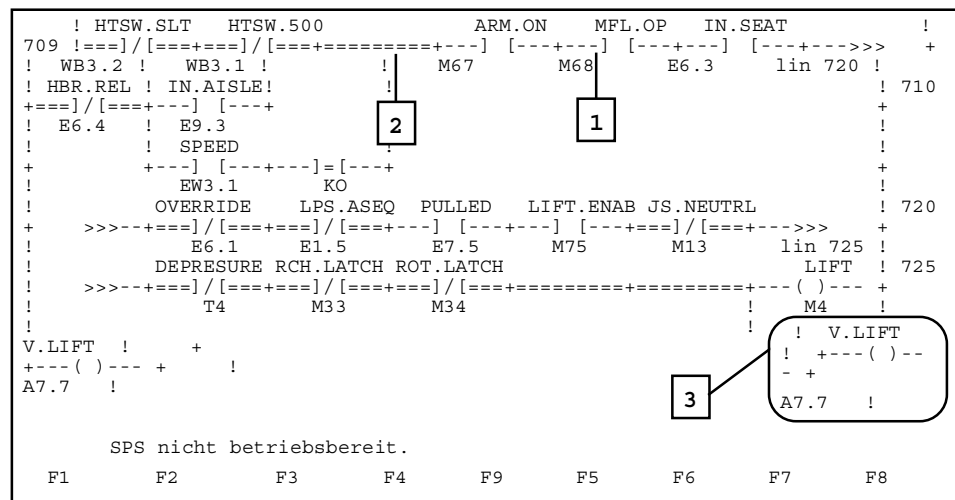 ! HTSW.SLT HTSW.500 ARM.ON MFL.OP IN.SEAT !
709 !===]/[===+===]/[===+=========+---] [---+---] [---+---] [---+--->>> +
! WB3.2 ! WB3.1 ! ! M67 M68 E6.3 lin 720 !
! HBR.REL ! IN.AISLE! ! ! 710
+===]/[===+---] [---+ +
! E6.4 ! E9.3 2 1 !
! ! SPEED ! !
+ +---] [---+---]=[---+ +
! EW3.1 KO !
! OVERRIDE LPS.ASEQ PULLED LIFT.ENAB JS.NEUTRL ! 720
+ >>>--+===]/[===+===]/[===+---] [---+---] [---+===]/[===+--->>> +
! E6.1 E1.5 E7.5 M75 M13 lin 725 !
! DEPRESURE RCH.LATCH ROT.LATCH LIFT ! 725
! >>>--+===]/[===+===]/[===+===]/[===+=========+=========+---( )--- +
! T4 M33 M34 ! M4 !
! ! ! V.LIFT
V.LIFT ! + ! +---( )--
+---( )--- + ! - +
A7.7 ! 3 A7.7 !
SPS nicht betriebsbereit.
F1 F2 F3 F4 F9 F5 F6 F7 F8